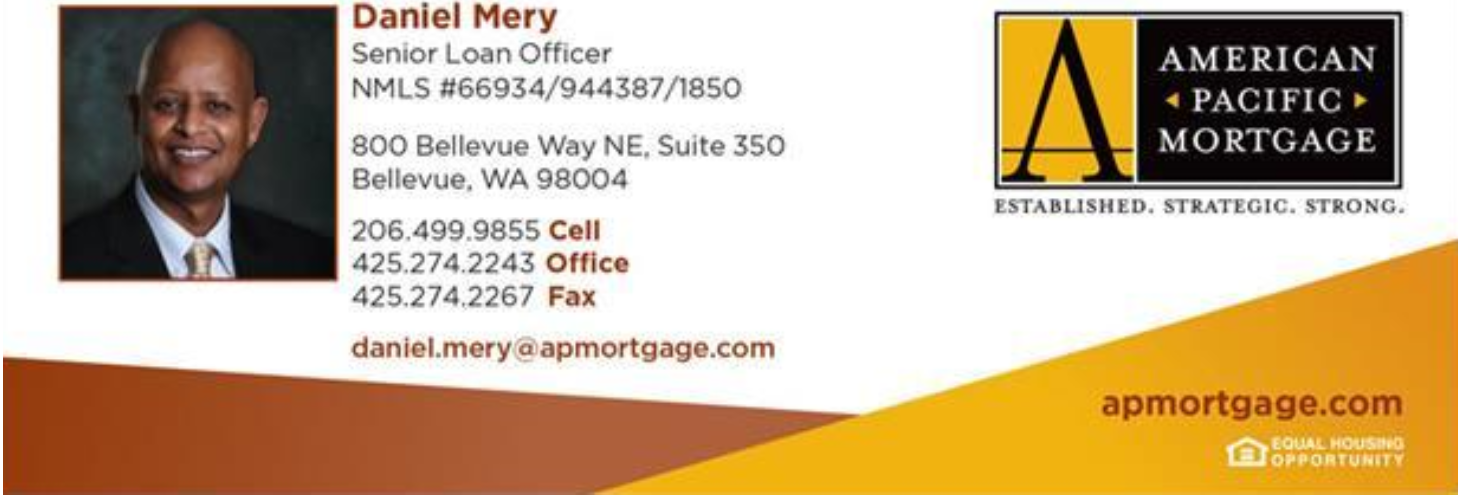 Daniel Mery
Senior Loan Officer
NMLS #66934/944387/1850
800 Bellevue Way NE, Suite 350
Bellevue, WA 98004
206.499.9855 Cell
425.274.2243 Office
425.274.2267 Fax
daniel.mery@apmortgage.com
A
AMERICAN
PACIFIC
MORTGAGE
ESTABLISHED. STRATEGIC. STRONG.
apmortgage.com
EQUAL HOUSING
OPPORTUNITY